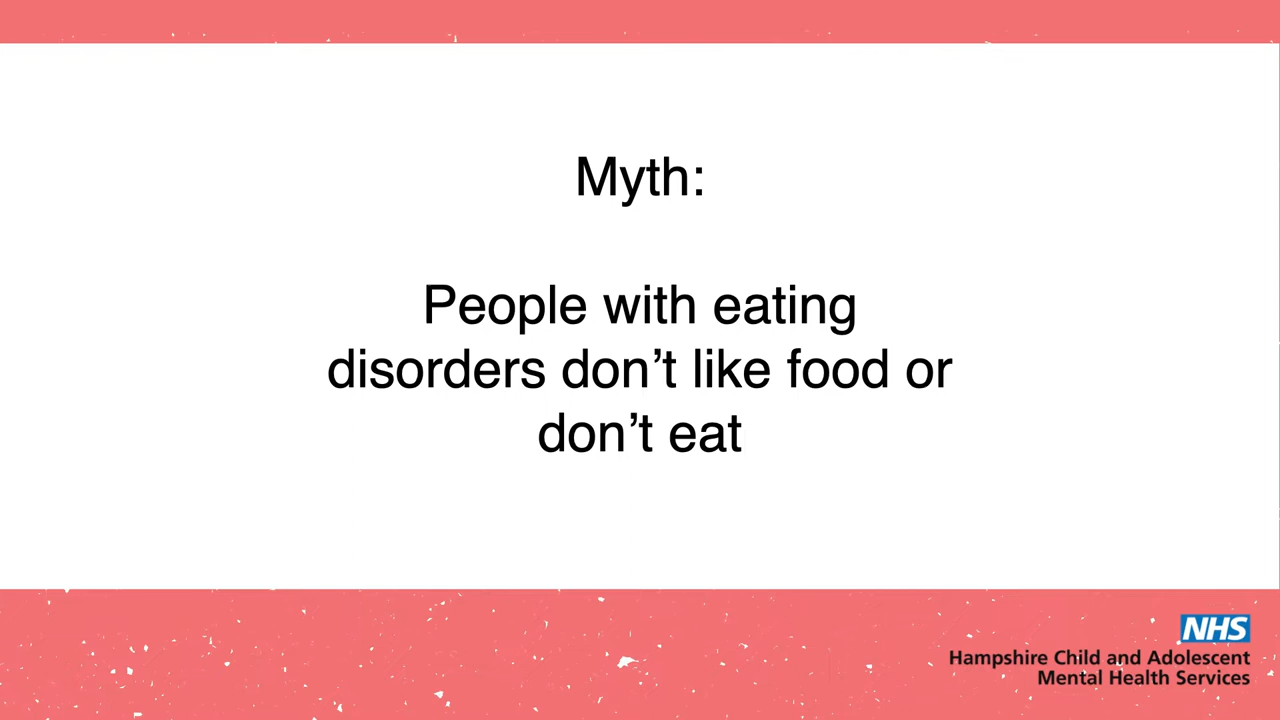 Myth:
People with eating
disorders don’t like food or
don’t eat
NHS
Hampshire Child and Adolescent
Mental Health Services